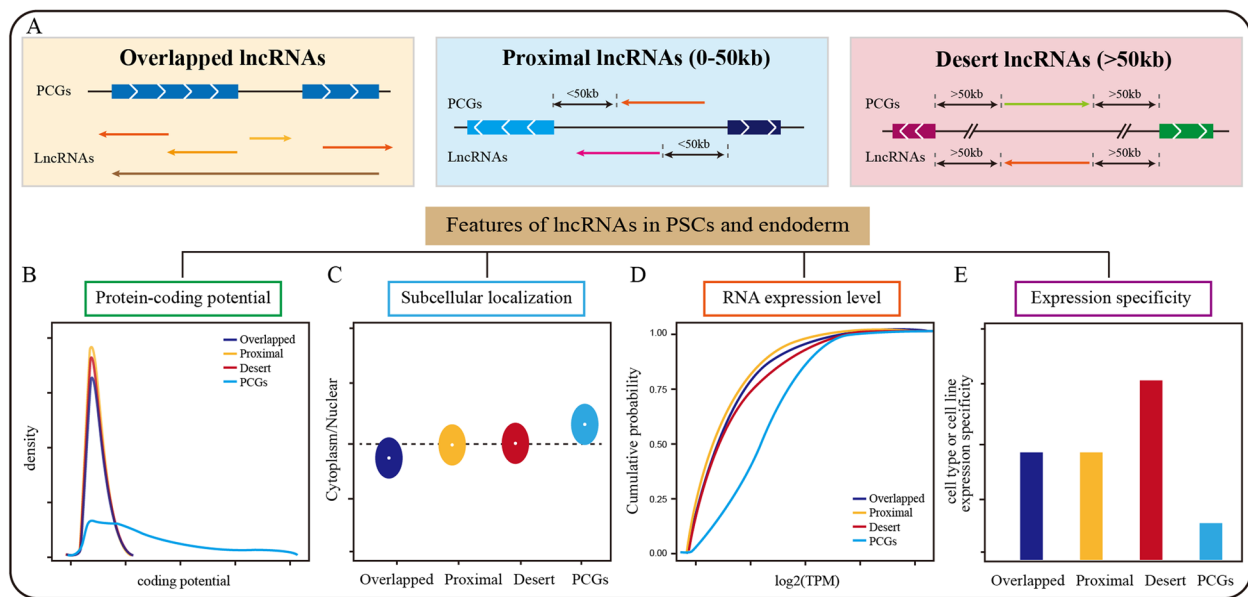 A
Overlapped lncRNAs
PCGs
LncRNAs
Proximal lncRNAs (0-50kb)
PCGs
<50kb
<50kb
LncRNAs
Desert lncRNAs (>50kb)
PCGs
>50kb
>50kb
LncRNAs
>50kb
>50kb
Features of lncRNAs in PSCs and endoderm
B
Protein-coding potential
Overlapped
Proximal
Desert
PCGs
density
coding potential
C
Subcellular localization
Cytoplasm/Nuclear
Overlapped
Proximal
Desert
PCGs
D
RNA expression level
1.00
0.75
0.50
0.25
0.00
Cumulative probability
Overlapped
Proximal
Desert
PCGs
log2(TPM)
E
Expression specificity
cell type or cell line
expression specificity
Overlapped
Proximal
Desert
PCGs